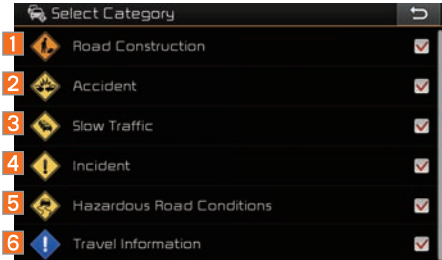 Select Category
1 Road Construction
2 Accident
3 Slow Traffic
4 Incident
5 Hazardous Road Conditions
6 Travel Information